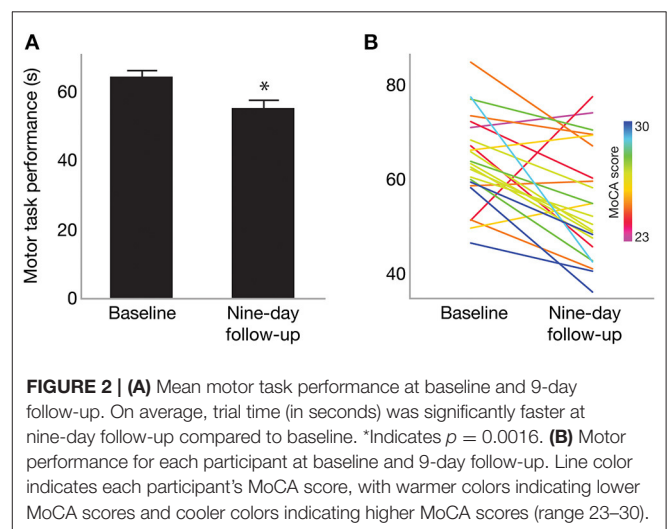 A
B
Motor task performance (s)
60
40
20
0
Baseline
Nine-day
follow-up
*
80
60
40
Baseline
Nine-day
follow-up
30
MoCA score
23
FIGURE 2 | (A) Mean motor task performance at baseline and 9-day
follow-up. On average, trial time (in seconds) was significantly faster at
nine-day follow-up compared to baseline. *Indicates p = 0.0016. (B) Motor
performance for each participant at baseline and 9-day follow-up. Line color
indicates each participant’s MoCA score, with warmer colors indicating lower
MoCA scores and cooler colors indicating higher MoCA scores (range 23–30).